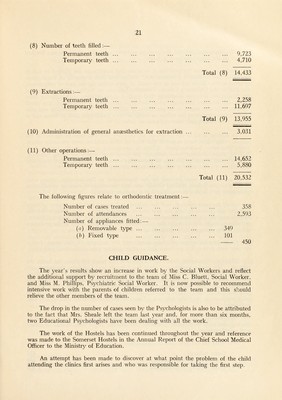 21
(8) Number of teeth filled :—
Permanent teeth ... ... ... ... ... ... 9,723
Temporary teeth ... ... ... ... ... ... 4,710
Total (8) 14,433
(9) Extractions :—
Permanent teeth ... ... ... ... ... ... 2,258
Temporary teeth ... ... ... ... ... ... 11,697
Total (9) 13,955
(10) Administration of general anæsthetics for extraction ... ... ... 3,031
(11) Other operations :—
Permanent teeth ... ... ... ... ... ... 14,652
Temporary teeth ... ... ... ... ... ... 5,880
Total (11) 20,532
The following figures relate to orthodontic treatment :—
Number of cases treated ... ... ... ... ... 358
Number of attendances ... ... ... ... ... 2,593
Number of appliances fitted:—
(a) Removable type ... ... ... ... ... 349
(b) Fixed type ... ... ... ... ... 101
450
CHILD GUIDANCE.
The year's results show an increase in work by the Social Workers and reflect
the additional support by recruitment to the team of Miss C. Bluett, Social Worker,
and Miss M. Phillips, Psychiatric Social Worker. It is now possible to recommend
intensive work with the parents of children referred to the team and this should
relieve the other members of the team.
The drop in the number of cases seen by the Psychologists is also to be attributed
to the fact that Mrs. Sheale left the team last year and, for more than six months,
two Educational Psychologists have been dealing with all the work.
The work of the Hostels has been continued throughout the year and reference
was made to the Somerset Hostels in the Annual Report of the Chief School Medical
Officer to the Ministry of Education.
An attempt has been made to discover at what point the problem of the child
attending the clinics first arises and who was responsible for taking the first step.